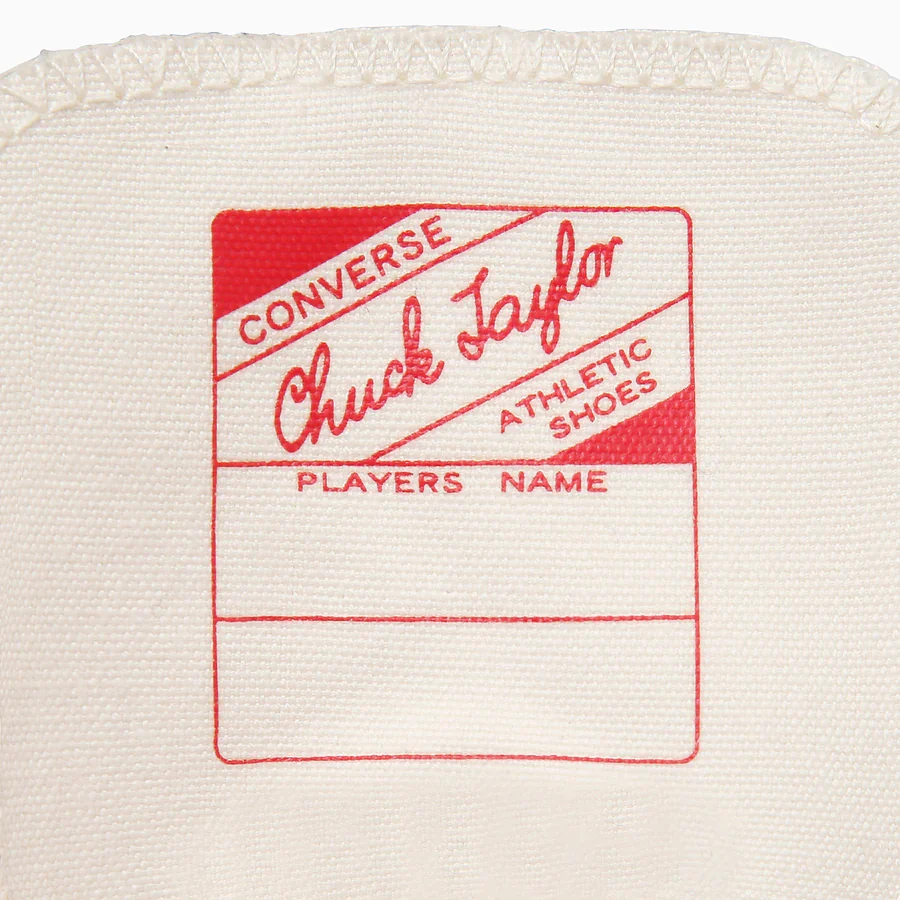 CONVERSE
Chuck Taylor
ATHLETIC
SHOES
PLAYERS NAME